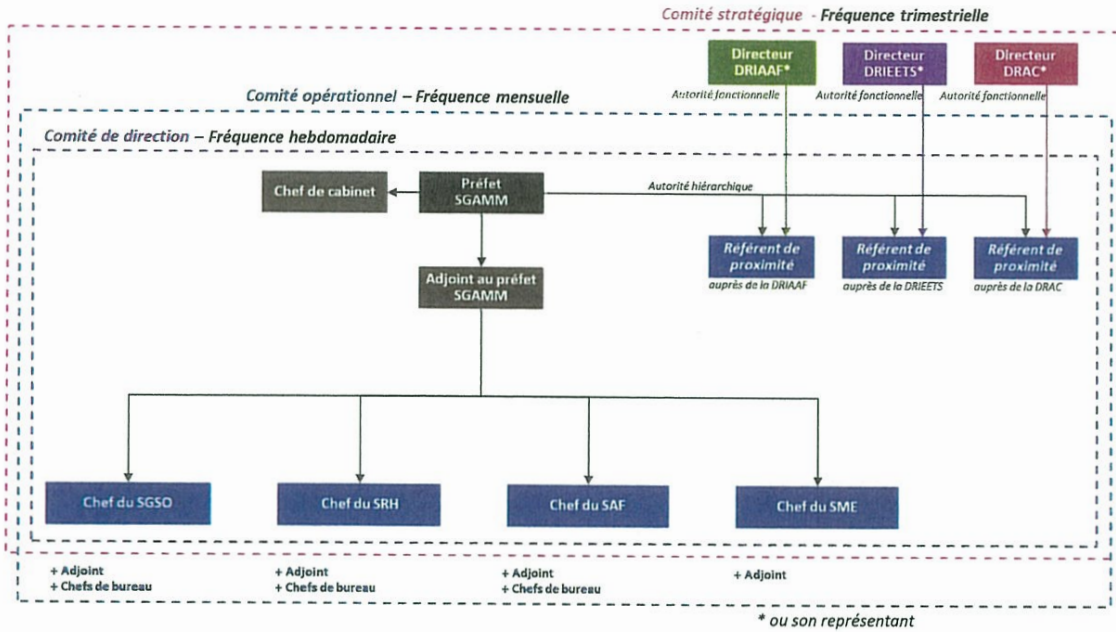 Comité stratégique - Fréquence trimestrielle
Directeur
DRIAAF*
Directeur
DRIEETS*
Directeur
DRAC*
Autorité fonctionnelle
Autorité fonctionnelle
Autorité fonctionnelle
Comité opérationnel – Fréquence mensuelle
Comité de direction – Fréquence hebdomadaire
Chef de cabinet
Préfet
SGAMM
Autorité hiérarchique
Référent de
proximité
auprès de la DRIAAF
Référent de
proximité
auprès de la DRIEETS
Référent de
proximité
auprès de la DRAC
Adjoint au préfet
SGAMM
Chef du SGSO
Chef du SRH
Chef du SAF
Chef du SME
+ Adjoint
+ Chefs de bureau
+ Adjoint
+ Chefs de bureau
+ Adjoint
+ Chefs de bureau
+ Adjoint
* ou son représentant